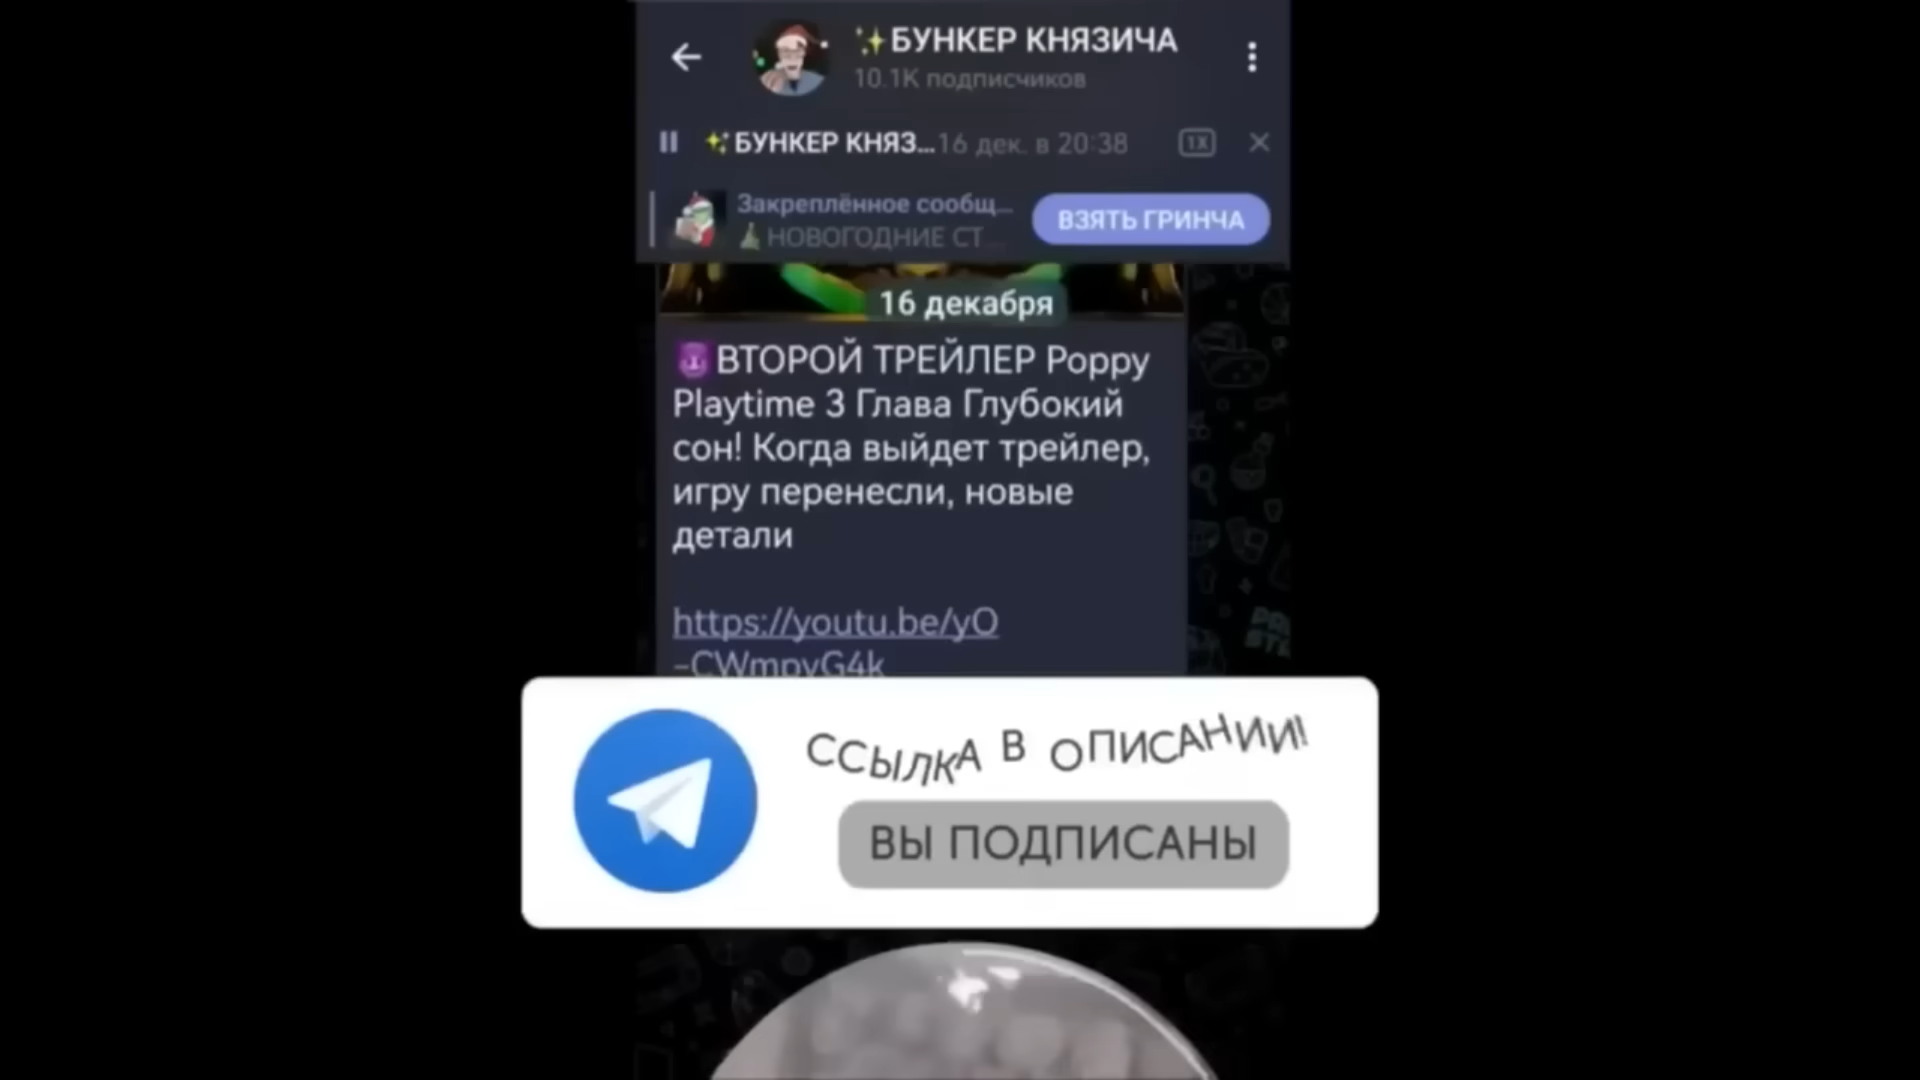 ✨БУНКЕР КНЯЗИЧА
10.1K подписчиков
✨БУНКЕР КНЯЗ... 16 дек. в 20:38 1X
Закреплённое сообщ...
ВЗЯТЬ ГРИНЧА
🎄НОВОГОДНИЕ СТ...
16 декабря
😈ВТОРОЙ ТРЕЙЛЕР Poppy
Playtime 3 Глава Глубокий
сон! Когда выйдет трейлер,
игру перенесли, новые
детали
https://youtu.be/yO
-CWmpyG4k
ССЫЛКА В ОПИСАНИИ!
ВЫ ПОДПИСАНЫ